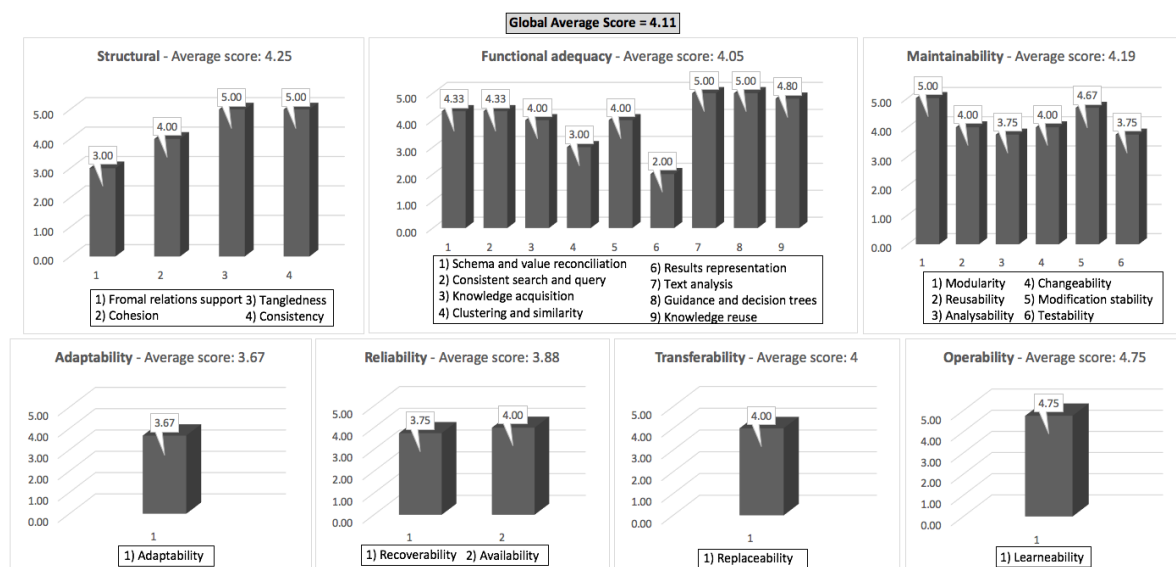 Global Average Score = 4.11
Structural - Average score: 4.25
3.00
4.00
5.00
5.00
5.00
4.00
3.00
2.00
1.00
0.00
1 2 3 4
1) Fromal relations support 3) Tangledness
2) Cohesion 4) Consistency
Functional adequacy - Average score: 4.05
4.33
4.33
4.00
3.00
4.00
2.00
5.00
5.00
4.80
5.00
4.00
3.00
2.00
1.00
0.00
1 2 3 4 5 6 7 8 9
1) Schema and value reconciliation 6) Results representation
2) Consistent search and query 7) Text analysis
3) Knowledge acquisition 8) Guidance and decision trees
4) Clustering and similarity 9) Knowledge reuse
Maintainability - Average score: 4.19
5.00
4.00
3.75
4.00
4.67
3.75
5.00
4.00
3.00
2.00
1.00
0.00
1 2 3 4 5 6
1) Modularity 4) Changeability
2) Reusability 5) Modification stability
3) Analysability 6) Testability
Adaptability - Average score: 3.67
3.67
5.00
4.00
3.00
2.00
1.00
0.00
1
1) Adaptability
Reliability - Average score: 3.88
3.75
4.00
5.00
4.00
3.00
2.00
1.00
0.00
1 2
1) Recoverability 2) Availability
Transferability - Average score: 4
4.00
5.00
4.00
3.00
2.00
1.00
0.00
1
1) Replaceability
Operability - Average score: 4.75
4.75
5.00
4.00
3.00
2.00
1.00
0.00
1
1) Learneability